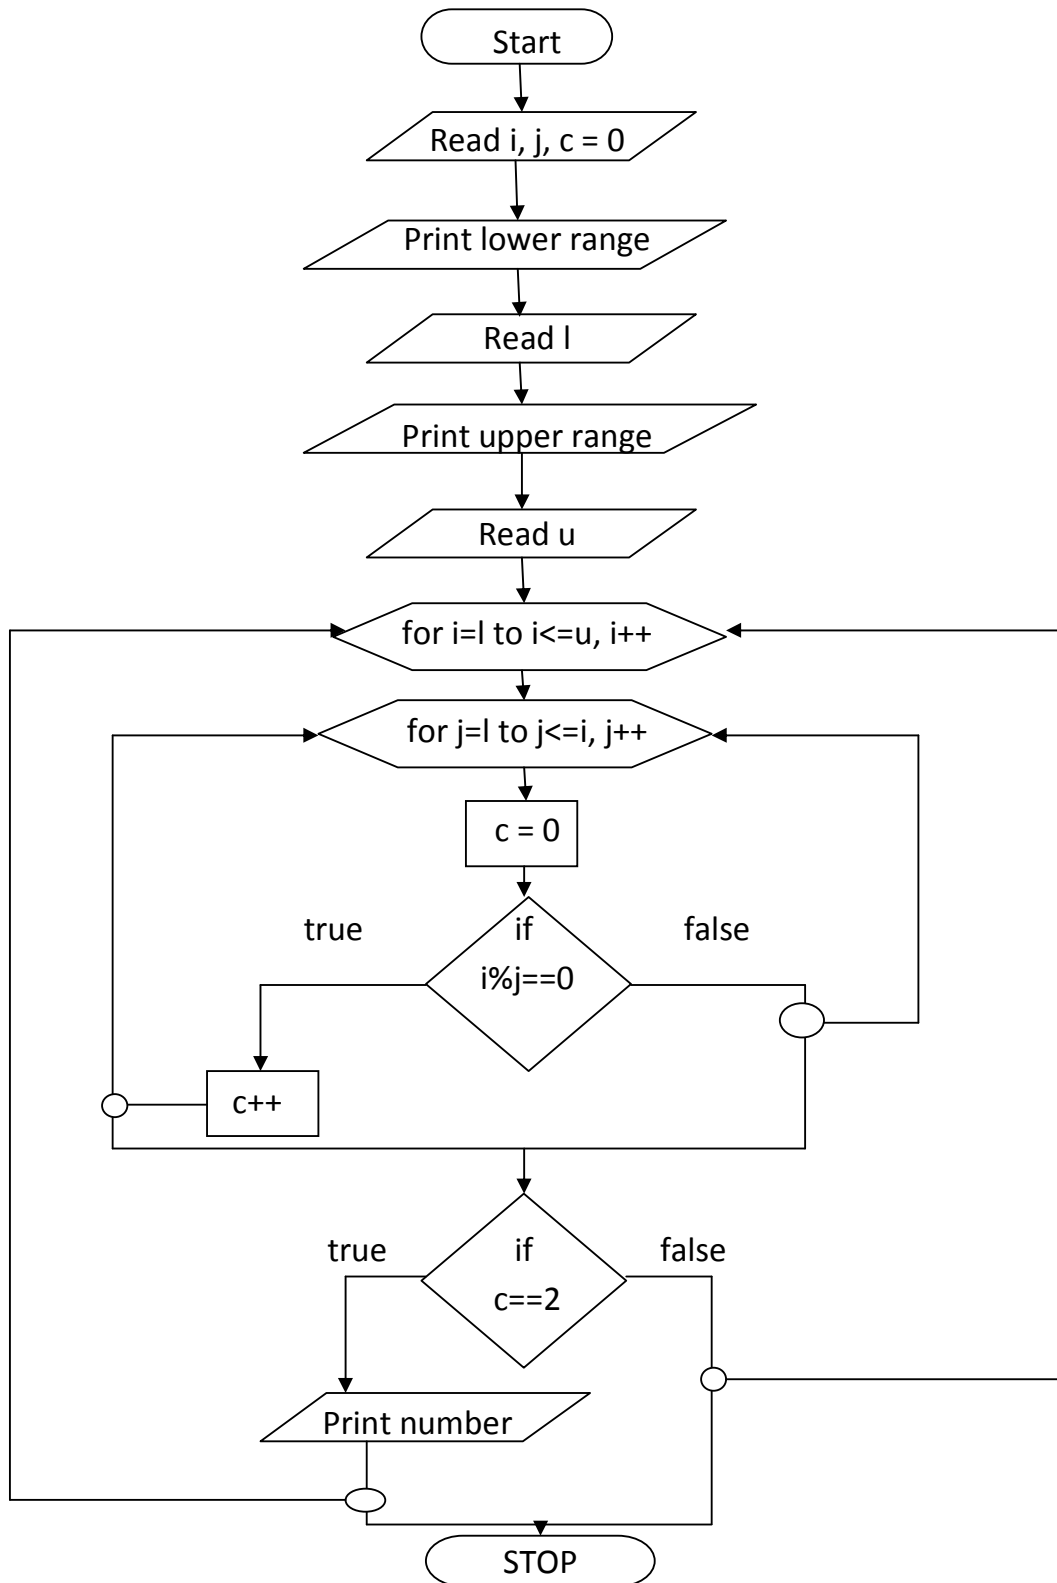 Start
Read i, j, c = 0
Print lower range
Read l
Print upper range
Read u
for i=l to i<=u, i++
for j=l to j<=i, j++
c = 0
true
if
false
i%j==0
c++
true
if
false
c==2
Print number
STOP